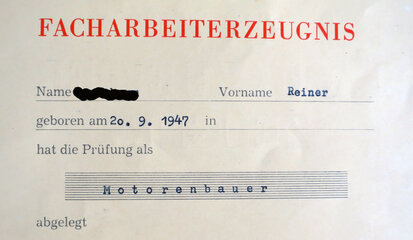 FACHARBEITERZEUGNIS
Name Vorname Reiner
geboren am 20. 9. 1947 in
hat die Prüfung als
Motorenbauer
abgelegt